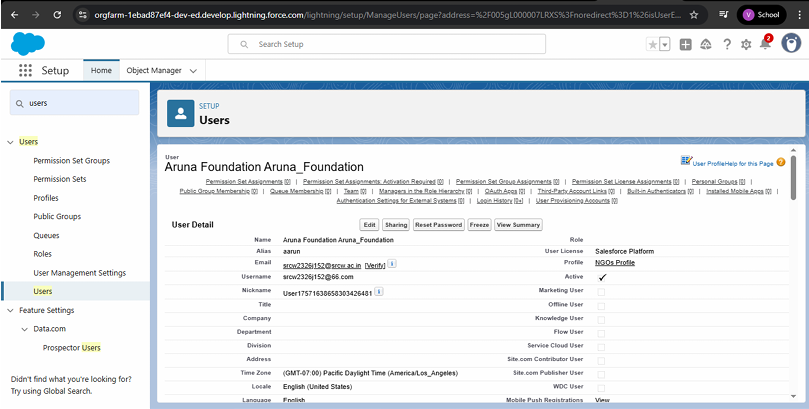 orgfarm-1ebad87ef4-dev-ed.develop.lightning.force.com/lightning/setup/ManageUsers/page?address=%2F005gL000007LRXS%3Fnoredirect%3D1%26isUserE...
V School
Search Setup
2
Setup Home Object Manager
users
SETUP
Users
Users
Permission Set Groups
Permission Sets
Profiles
Public Groups
Queues
Roles
User Management Settings
Users
Feature Settings
Data.com
Prospector Users
Didn't find what you're looking for?
Try using Global Search.
User
Aruna Foundation Aruna_Foundation
User Profile Help for this Page ?
Permission Set Assignments [0] | Permission Set Assignments: Activation Required [0] | Permission Set Group Assignments [0] | Permission Set License Assignments [0] | Personal Groups [0] |
Public Group Membership [0] | Queue Membership [0] | Team [0] | Managers in the Role Hierarchy [0] | OAuth Apps [0] | Third-Party Account Links [0] | Built-in Authenticators [0] | Installed Mobile Apps [0] |
Authentication Settings for External Systems [0] | Login History [0+] | User Provisioning Accounts [0]
User Detail Edit Sharing Reset Password Freeze View Summary
Name Aruna Foundation Aruna_Foundation Role
Alias aarun User License Salesforce Platform
Email srcw2326j152@srcw.ac.in [Verify] i Profile NGOs Profile
Username srcw2326j152@66.com Active ✓
Nickname User17571638658303426481 i Marketing User
Title Offline User
Company Knowledge User
Department Flow User
Division Service Cloud User
Address Site.com Contributor User
Site.com Publisher User
Time Zone (GMT-07:00) Pacific Daylight Time (America/Los_Angeles)
Locale English (United States) WDC User
Language English Mobile Push Registrations View